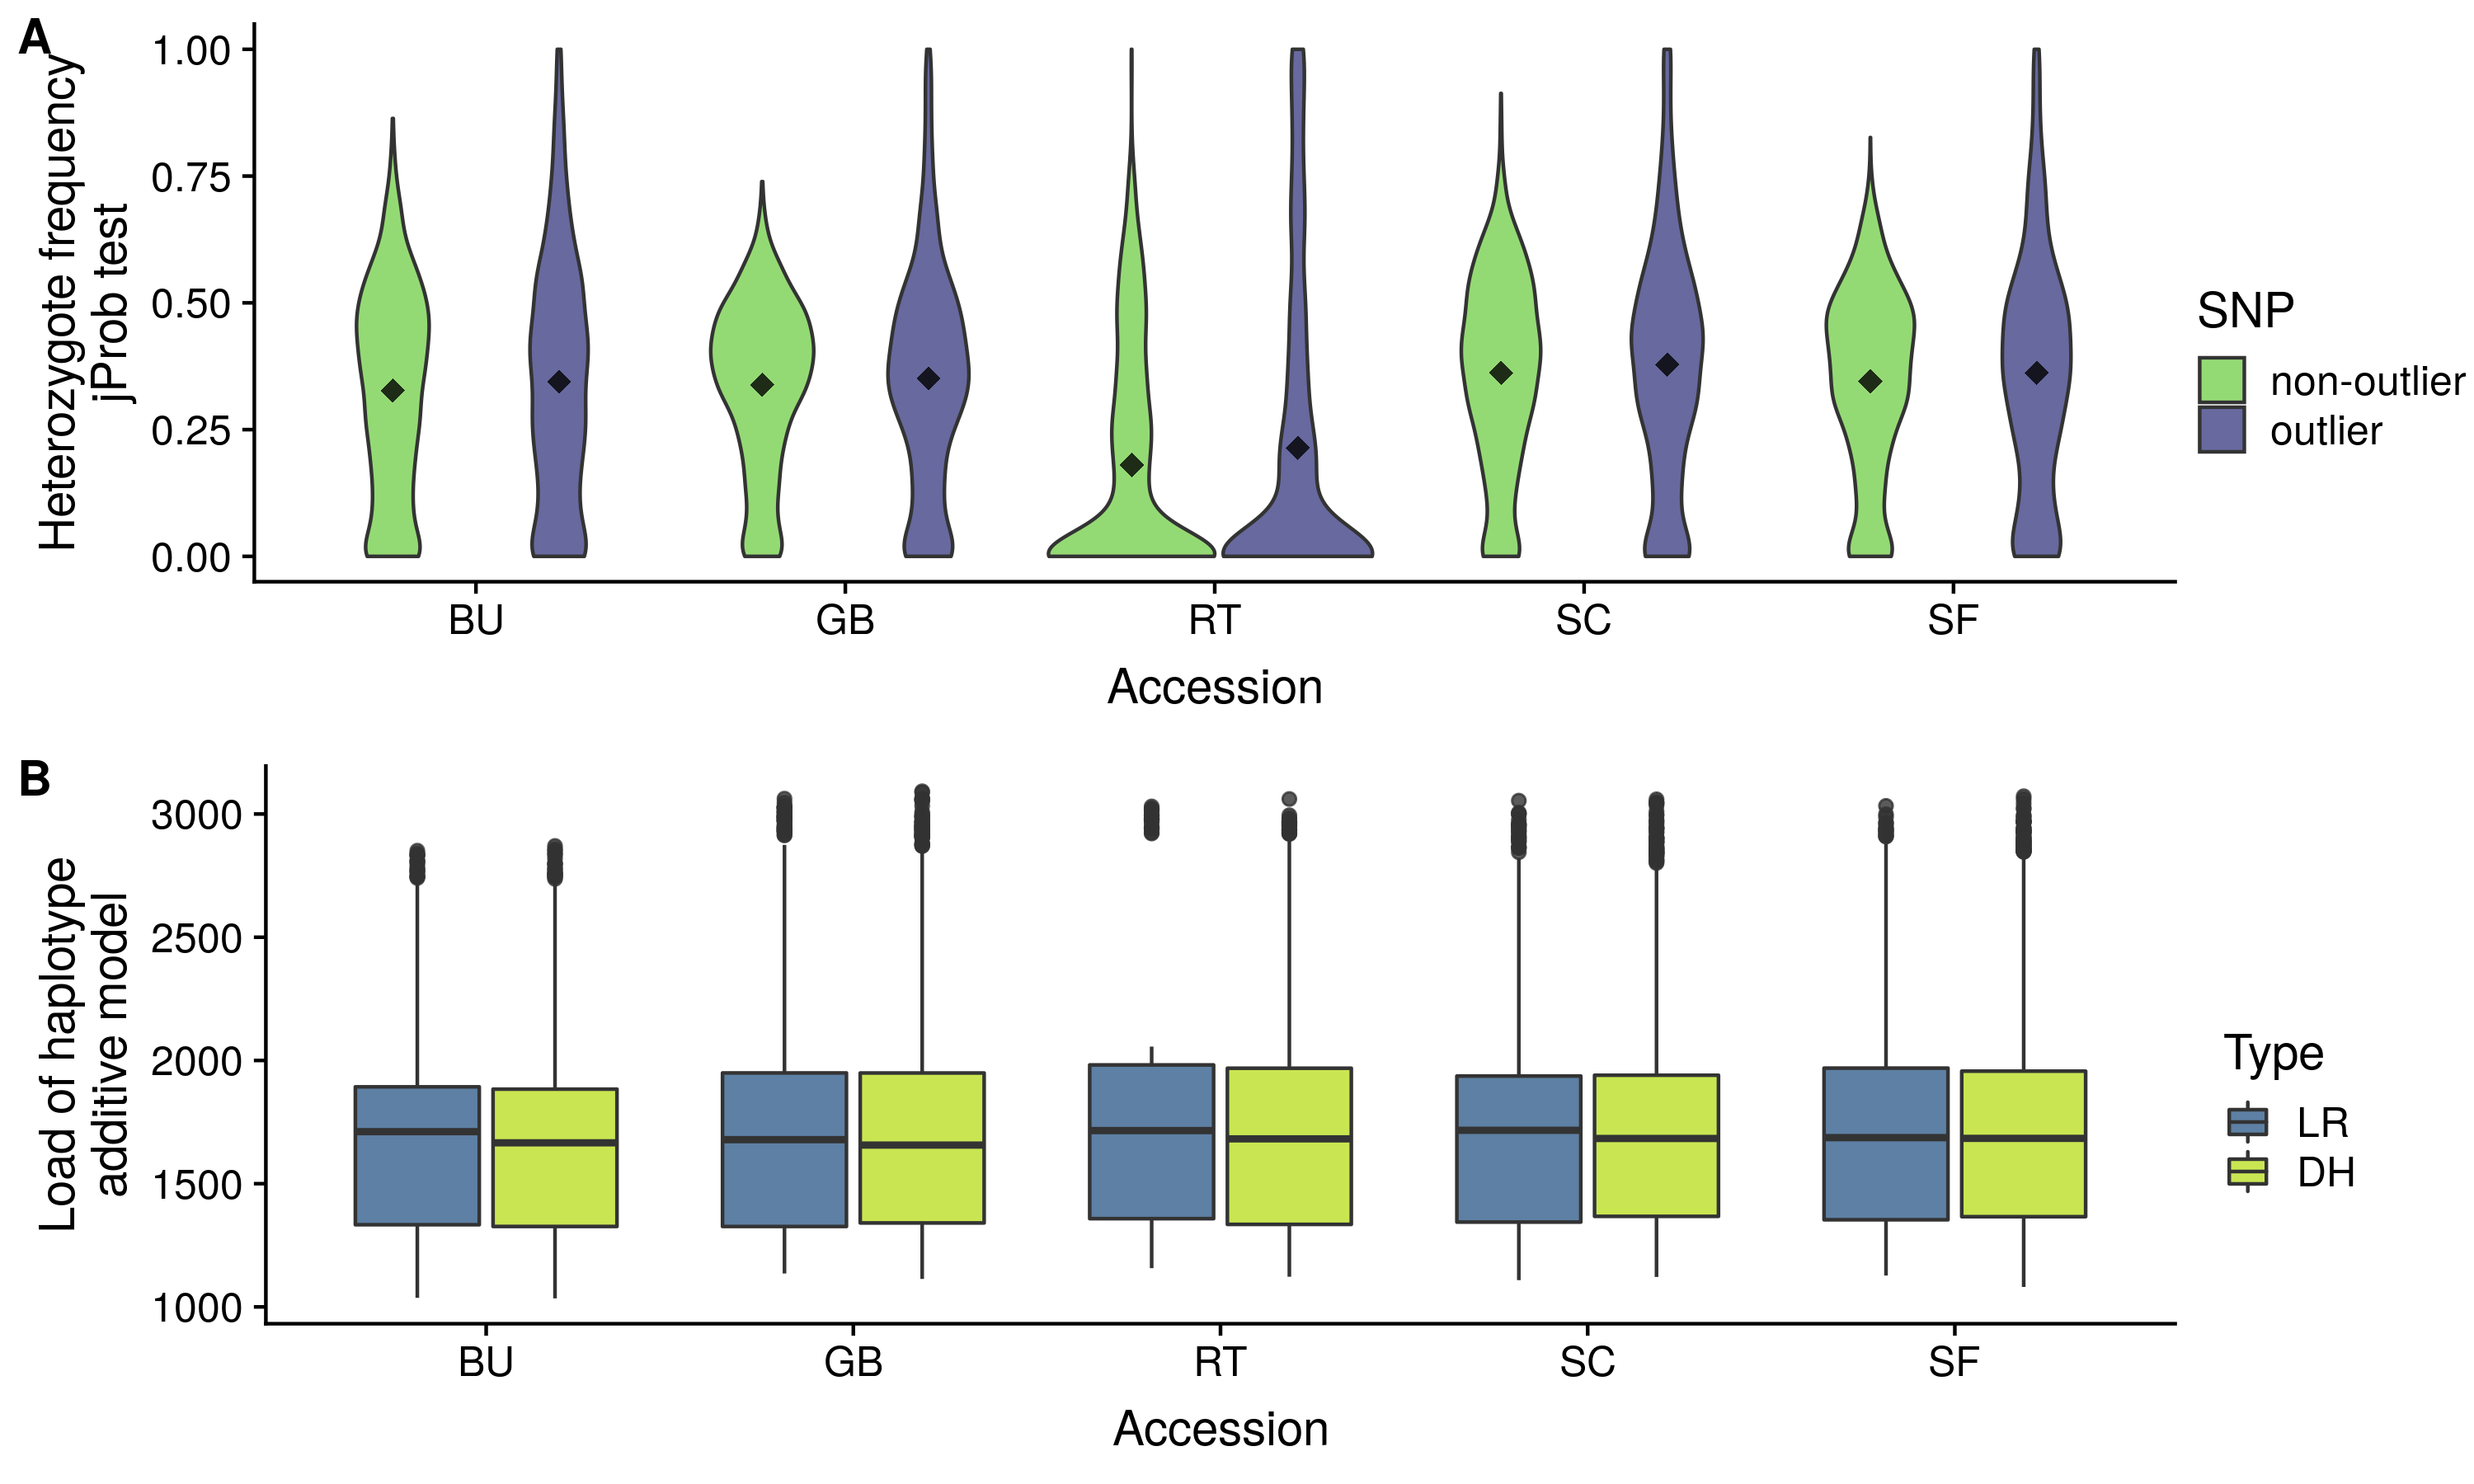 A
Heterozygote frequency
jProb test
1.00
0.75
0.50
0.25
0.00
BU GB RT SC SF
Accession
SNP
non-outlier
outlier
B
Load of haplotype
additive model
3000
2500
2000
1500
1000
BU GB RT SC SF
Accession
Type
LR
DH